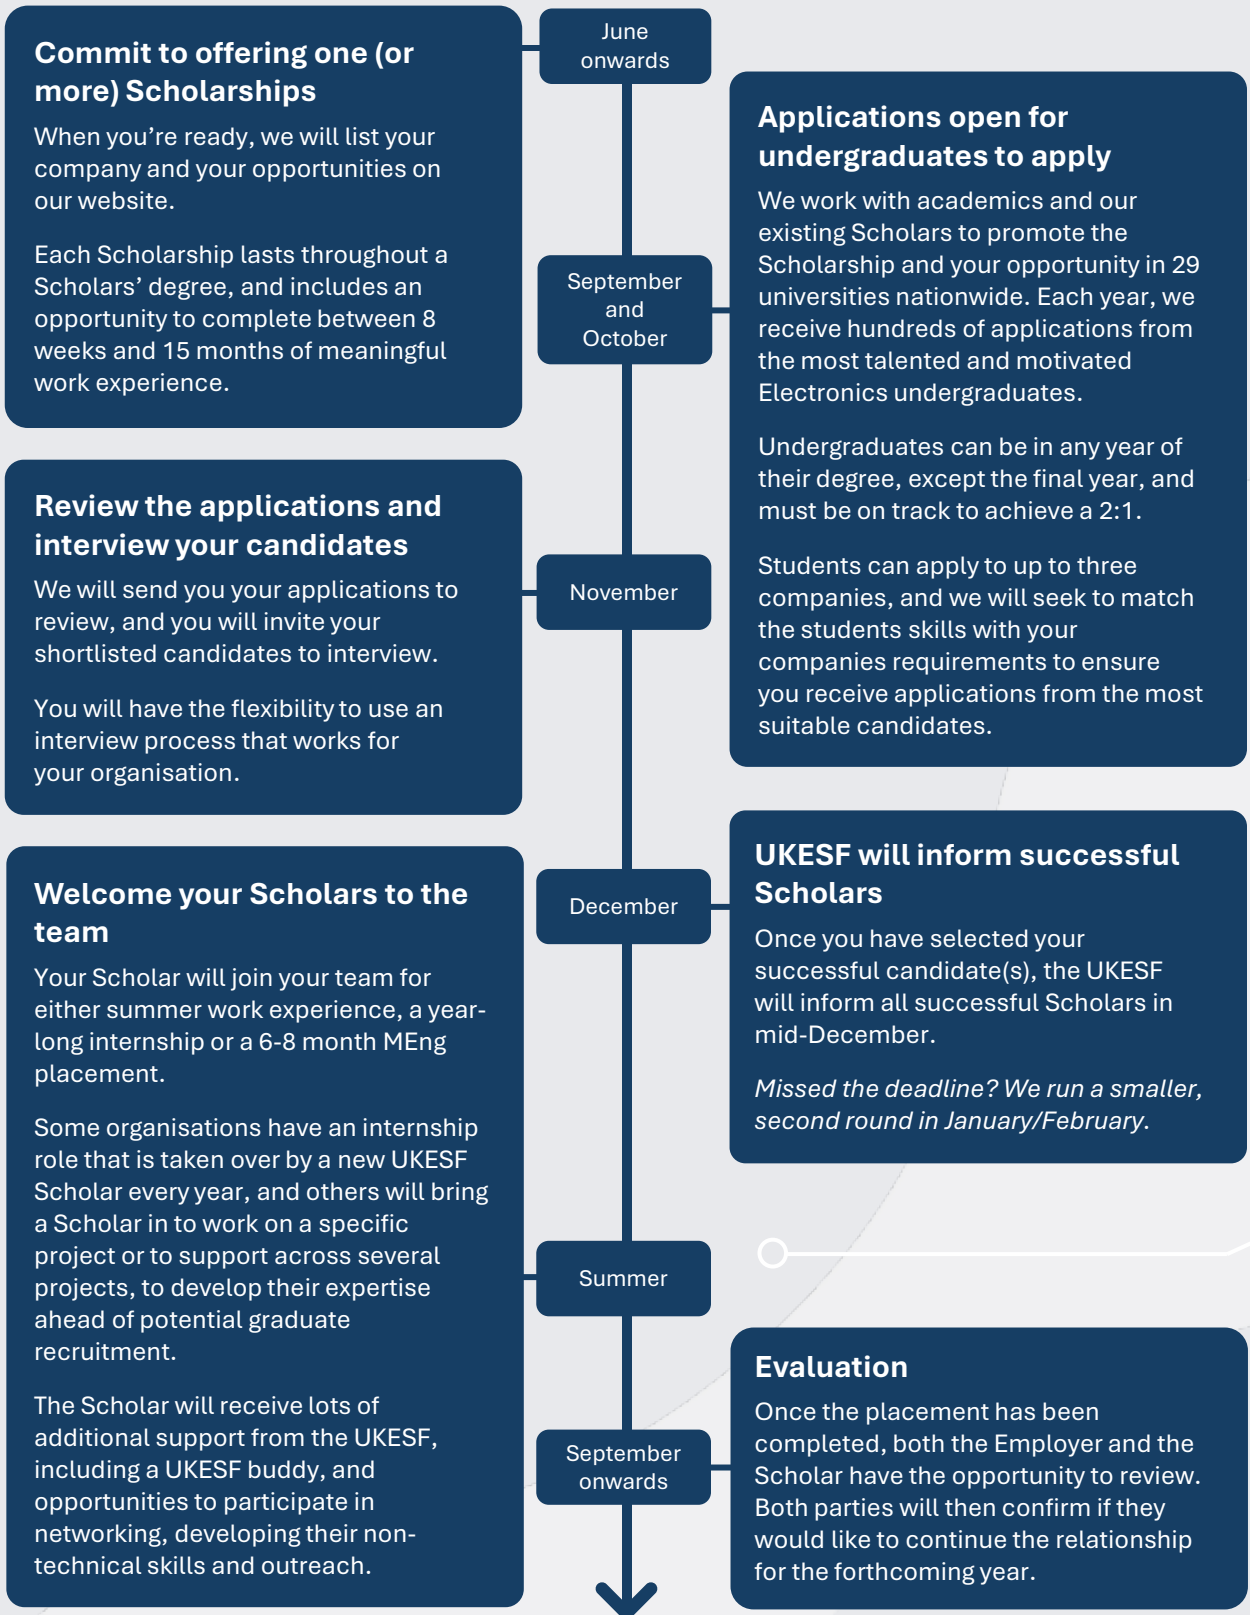 June
onwards
Commit to offering one (or
more) Scholarships
When you're ready, we will list your
company and your opportunities on
our website.
Each Scholarship lasts throughout a
Scholars' degree, and includes an
opportunity to complete between 8
weeks and 15 months of meaningful
work experience.
September
and
October
Applications open for
undergraduates to apply
We work with academics and our
existing Scholars to promote the
Scholarship and your opportunity in 29
universities nationwide. Each year, we
receive hundreds of applications from
the most talented and motivated
Electronics undergraduates.
Undergraduates can be in any year of
their degree, except the final year, and
must be on track to achieve a 2:1.
Students can apply to up to three
companies, and we will seek to match
the students skills with your
companies requirements to ensure
you receive applications from the most
suitable candidates.
November
Review the applications and
interview your candidates
We will send you your applications to
review, and you will invite your
shortlisted candidates to interview.
You will have the flexibility to use an
interview process that works for
your organisation.
December
UKESF will inform successful
Scholars
Once you have selected your
successful candidate(s), the UKESF
will inform all successful Scholars in
mid-December.
Missed the deadline? We run a smaller,
second round in January/February.
Summer
Welcome your Scholars to the
team
Your Scholar will join your team for
either summer work experience, a year-
long internship or a 6-8 month MEng
placement.
Some organisations have an internship
role that is taken over by a new UKESF
Scholar every year, and others will bring
a Scholar in to work on a specific
project or to support across several
projects, to develop their expertise
ahead of potential graduate
recruitment.
The Scholar will receive lots of
additional support from the UKESF,
including a UKESF buddy, and
opportunities to participate in
networking, developing their non-
technical skills and outreach.
September
onwards
Evaluation
Once the placement has been
completed, both the Employer and the
Scholar have the opportunity to review.
Both parties will then confirm if they
would like to continue the relationship
for the forthcoming year.